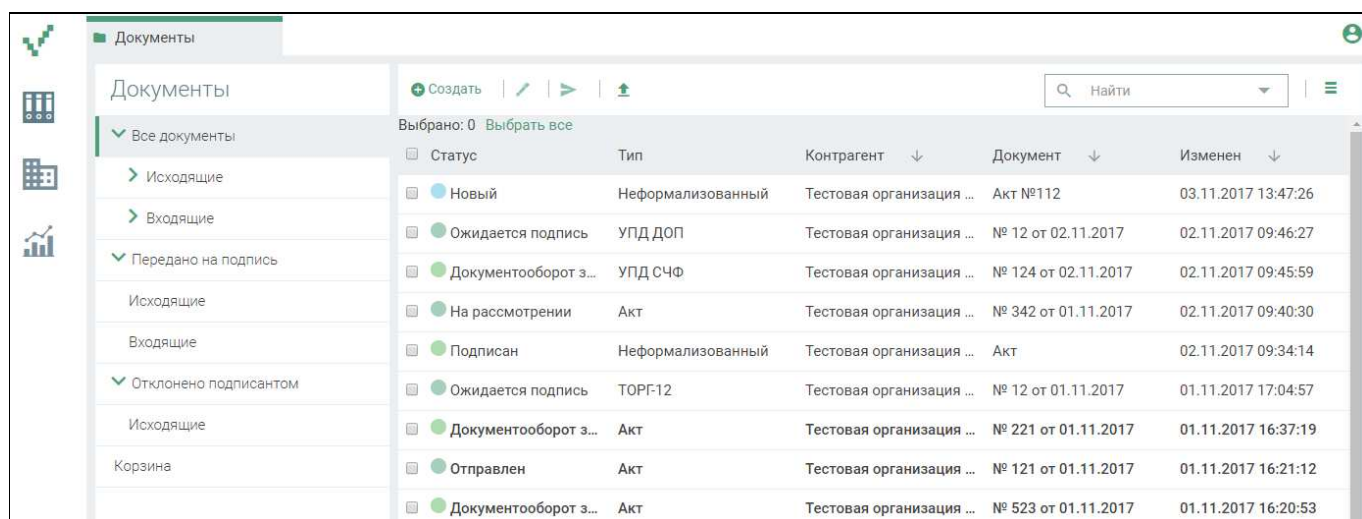 Документы
Документы
Все документы
Исходящие
Входящие
Передано на подпись
Исходящие
Входящие
Отклонено подписантом
Исходящие
Корзина
Создать
Найти
Выбрано: 0 Выбрать все
Статус Тип Контрагент Документ Изменен
Новый Неформализованный Тестовая организация ... Акт №112 03.11.2017 13:47:26
Ожидается подпись УПД ДОП Тестовая организация ... № 12 от 02.11.2017 02.11.2017 09:46:27
Документооборот з... УПД СЧФ Тестовая организация ... № 124 от 02.11.2017 02.11.2017 09:45:59
На рассмотрении Акт Тестовая организация ... № 342 от 01.11.2017 02.11.2017 09:40:30
Подписан Неформализованный Тестовая организация ... Акт 02.11.2017 09:34:14
Ожидается подпись ТОРГ-12 Тестовая организация ... № 12 от 01.11.2017 01.11.2017 17:04:57
Документооборот з... Акт Тестовая организация ... № 221 от 01.11.2017 01.11.2017 16:37:19
Отправлен Акт Тестовая организация ... № 121 от 01.11.2017 01.11.2017 16:21:12
Документооборот з... Акт Тестовая организация ... № 523 от 01.11.2017 01.11.2017 16:20:53